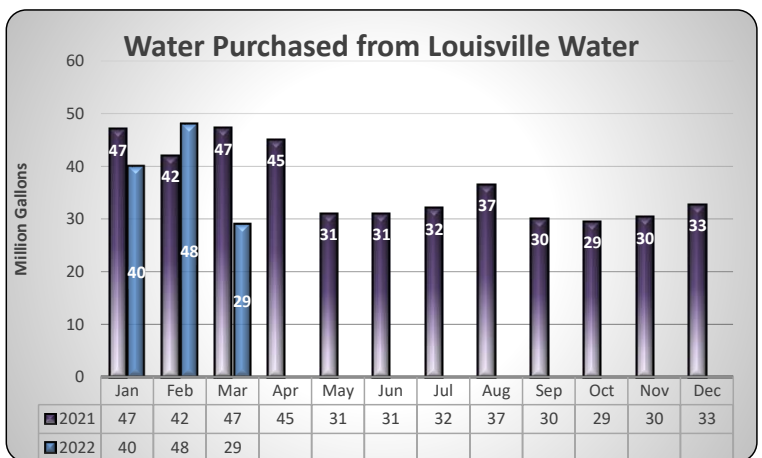 Water Purchased from Louisville Water
Million Gallons
60
50
40
30
20
10
0
47 42 47 45 31 31 32 37 30 29 30 33
40 48 29
Jan Feb Mar Apr May Jun Jul Aug Sep Oct Nov Dec
2021 47 42 47 45 31 31 32 37 30 29 30 33
2022 40 48 29